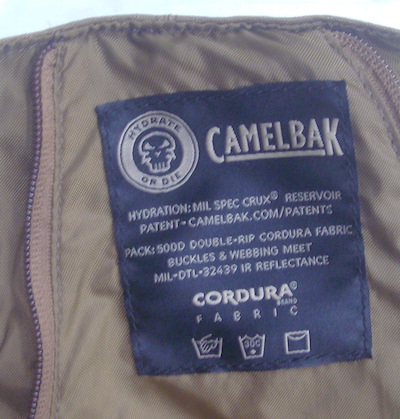 HYDRATE
OR DIE
CAMELBAK
HYDRATION: MIL SPEC CRUX® RESERVOIR
PATENT - CAMELBAK.COM/PATENTS
PACK: 500D DOUBLE-RIP CORDURA FABRIC
BUCKLES & WEBBING MEET
MIL-DTL-32439 IR REFLECTANCE
CORDURA®
BRAND
FABRIC
30C